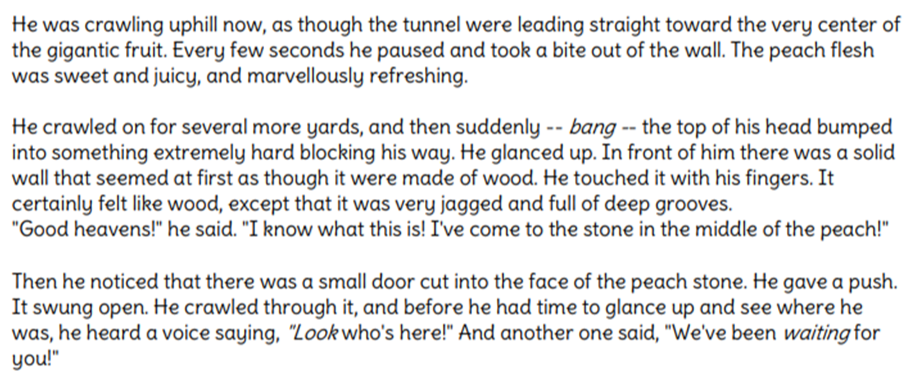 He was crawling uphill now, as though the tunnel were leading straight toward the very center of
the gigantic fruit. Every few seconds he paused and took a bite out of the wall. The peach flesh
was sweet and juicy, and marvellously refreshing.
He crawled on for several more yards, and then suddenly -- bang -- the top of his head bumped
into something extremely hard blocking his way. He glanced up. In front of him there was a solid
wall that seemed at first as though it were made of wood. He touched it with his fingers. It
certainly felt like wood, except that it was very jagged and full of deep grooves.
"Good heavens!" he said. "I know what this is! I've come to the stone in the middle of the peach!"
Then he noticed that there was a small door cut into the face of the peach stone. He gave a push.
It swung open. He crawled through it, and before he had time to glance up and see where he
was, he heard a voice saying, "Look who's here!" And another one said, "We've been waiting for
you!"